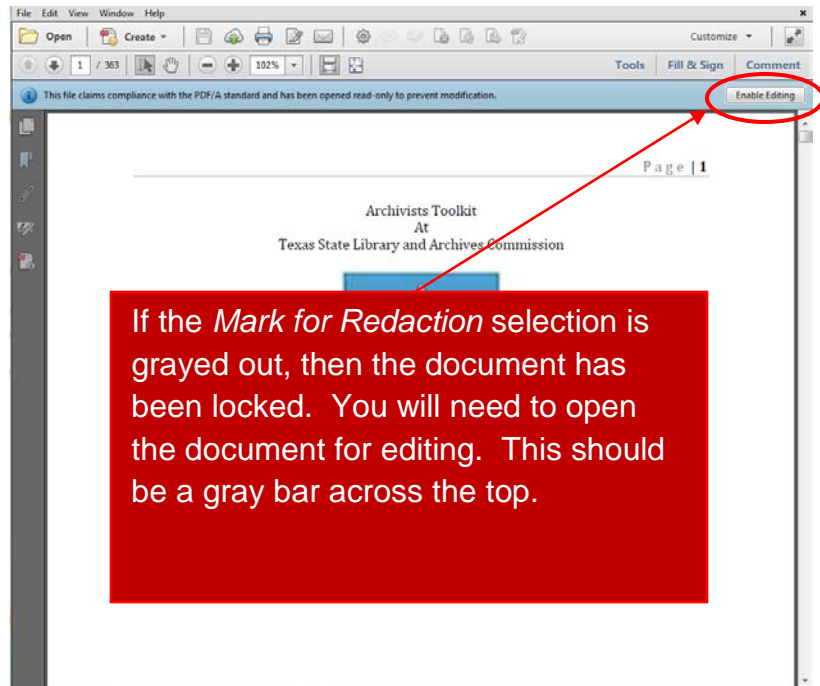 File Edit View Window Help
Open Create Customize
1 / 363 102% Tools Fill & Sign Comment
This file claims compliance with the PDF/A standard and has been opened read-only to prevent modification. Enable Editing
Page | 1
Archivists Toolkit
At
Texas State Library and Archives Commission
If the Mark for Redaction selection is
grayed out, then the document has
been locked. You will need to open
the document for editing. This should
be a gray bar across the top.